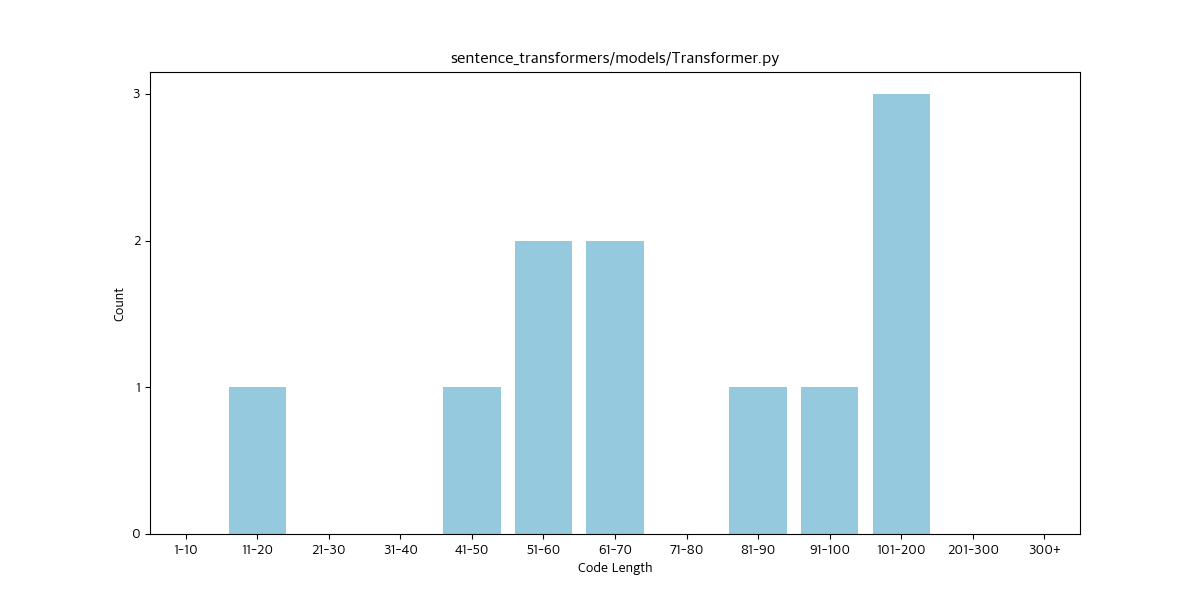 sentence_transformers/models/Transformer.py
3
2
1
0
Count
1-10 11-20 21-30 31-40 41-50 51-60 61-70 71-80 81-90 91-100 101-200 201-300 300+
Code Length